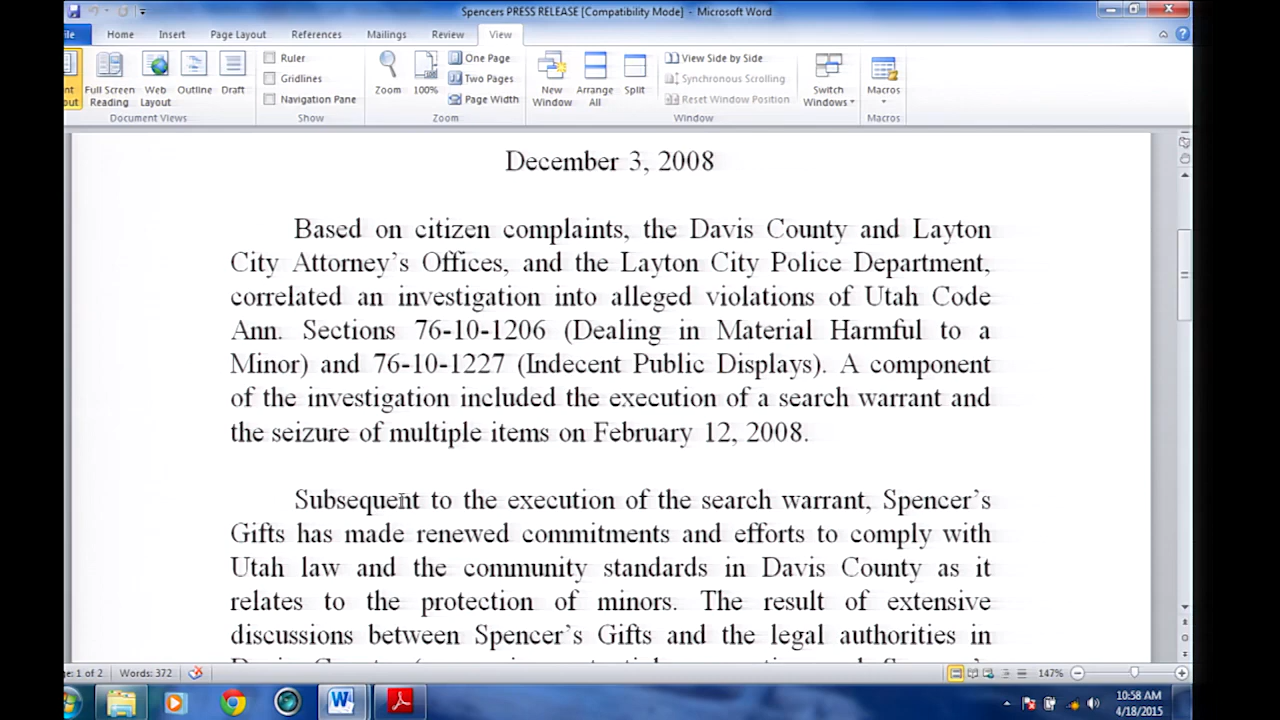 Spencers PRESS RELEASE [Compatibility Mode] - Microsoft Word
ile Home Insert Page Layout References Mailings Review View
Full Screen Reading
Web Layout
Outline
Draft
Document Views
Ruler
Gridlines
Navigation Pane
Show
Zoom
100%
One Page
Two Pages
Page Width
Zoom
New Window
Arrange All
Split
View Side by Side
Synchronous Scrolling
Reset Window Position
Window
Switch Windows
Macros
Macros
December 3, 2008
Based on citizen complaints, the Davis County and Layton
City Attorney's Offices, and the Layton City Police Department,
correlated an investigation into alleged violations of Utah Code
Ann. Sections 76-10-1206 (Dealing in Material Harmful to a
Minor) and 76-10-1227 (Indecent Public Displays). A component
of the investigation included the execution of a search warrant and
the seizure of multiple items on February 12, 2008.
Subsequent to the execution of the search warrant, Spencer's
Gifts has made renewed commitments and efforts to comply with
Utah law and the community standards in Davis County as it
relates to the protection of minors. The result of extensive
discussions between Spencer's Gifts and the legal authorities in
ge: 1 of 2 Words: 372 147%
10:58 AM
4/18/2015